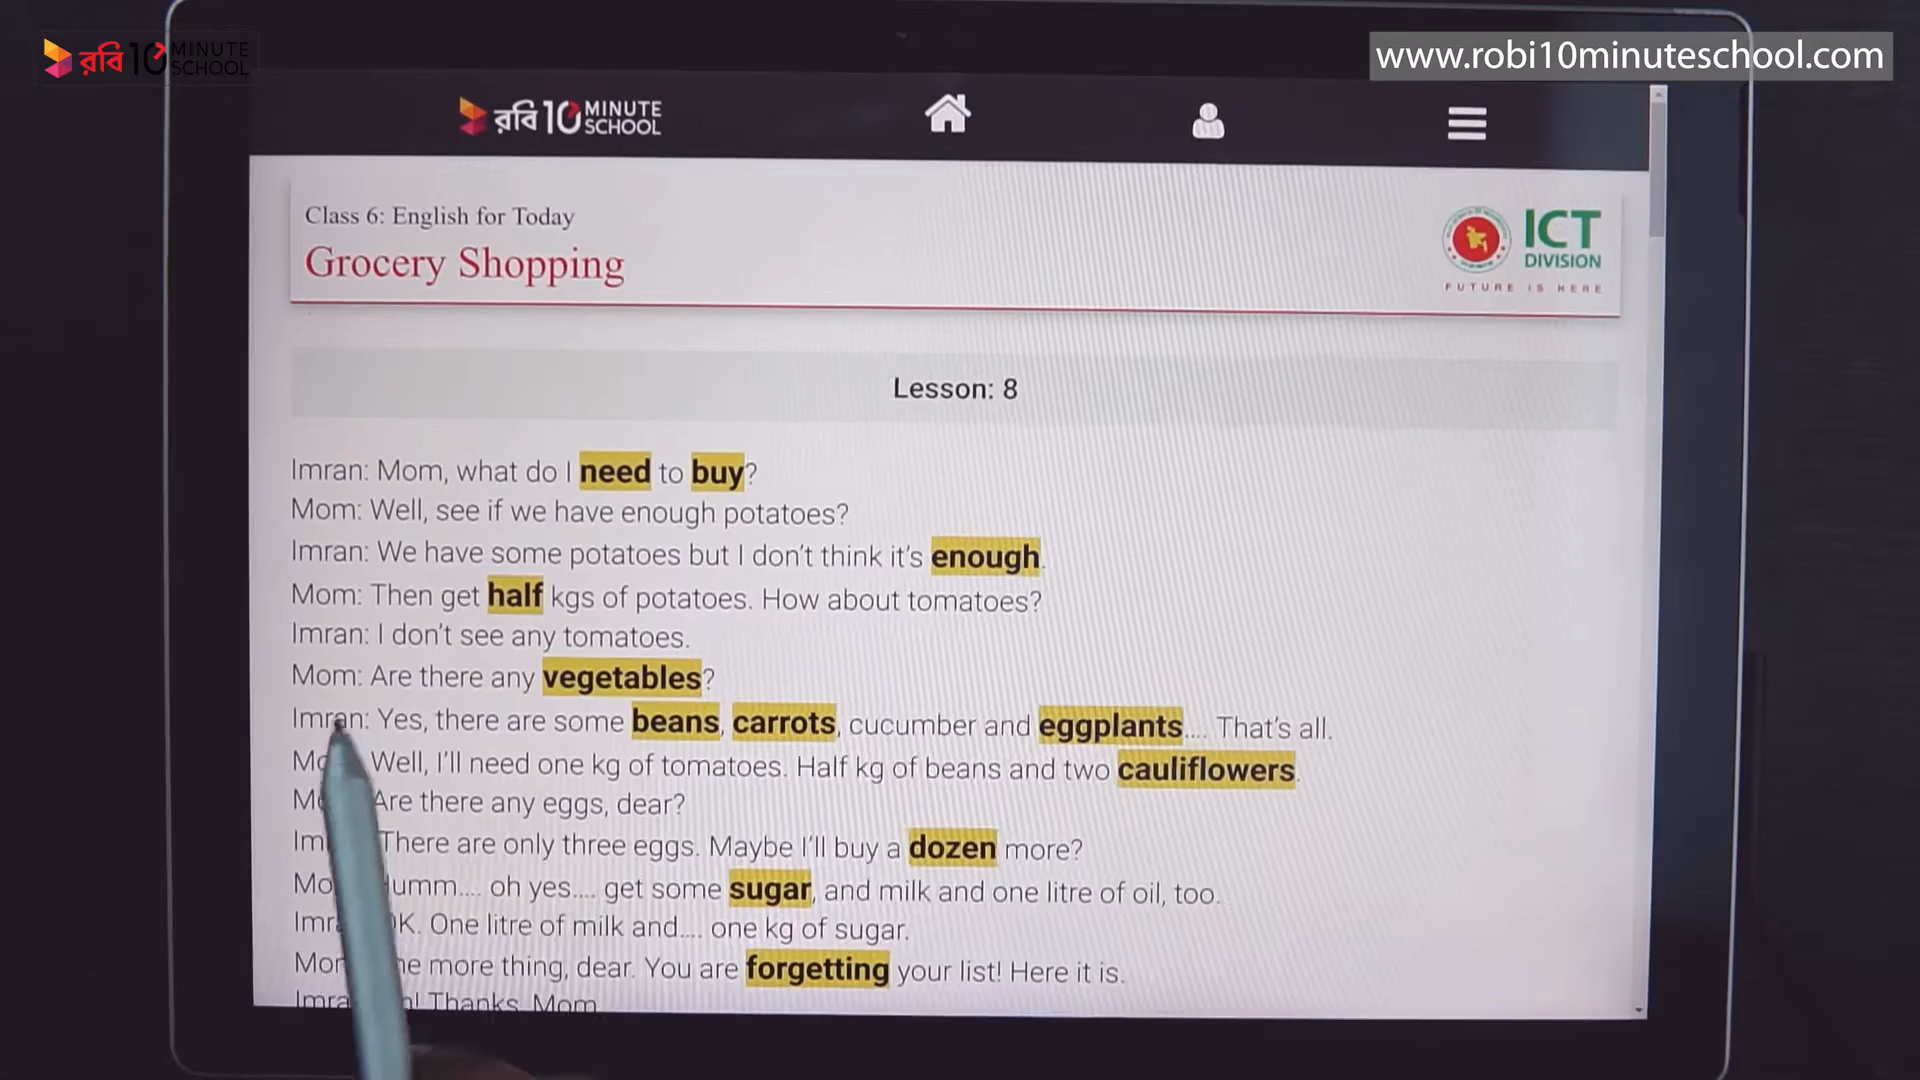 রবি 10 MINUTE SCHOOL
www.robi10minuteschool.com
রবি 10 MINUTE SCHOOL
Class 6: English for Today
Grocery Shopping
ICT
DIVISION
FUTURE IS HERE
Lesson: 8
Imran: Mom, what do I need to buy?
Mom: Well, see if we have enough potatoes?
Imran: We have some potatoes but I don't think it's enough.
Mom: Then get half kgs of potatoes. How about tomatoes?
Imran: I don't see any tomatoes.
Mom: Are there any vegetables?
Imran: Yes, there are some beans, carrots, cucumber and eggplants.... That's all.
Well, I'll need one kg of tomatoes. Half kg of beans and two cauliflowers.
Are there any eggs, dear?
There are only three eggs. Maybe I'll buy a dozen more?
oh yes.... get some sugar, and milk and one litre of oil, too.
One litre of milk and.... one kg of sugar.
more thing, dear. You are forgetting your list! Here it is.
Thanks, Mom.